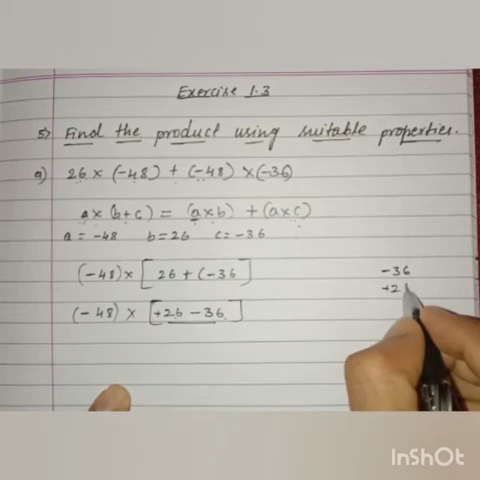 Exercise 1.3
5) Find the product using suitable properties.
a) 26 × (-48) + (-48) × (-36)
a × (b + c) = (a × b) + (a × c)
a = -48 b = 26 c = -36
(-48) × [ 26 + (-36 ]
-36
+2
(-48) × [ +26 - 36 ]
InShOt